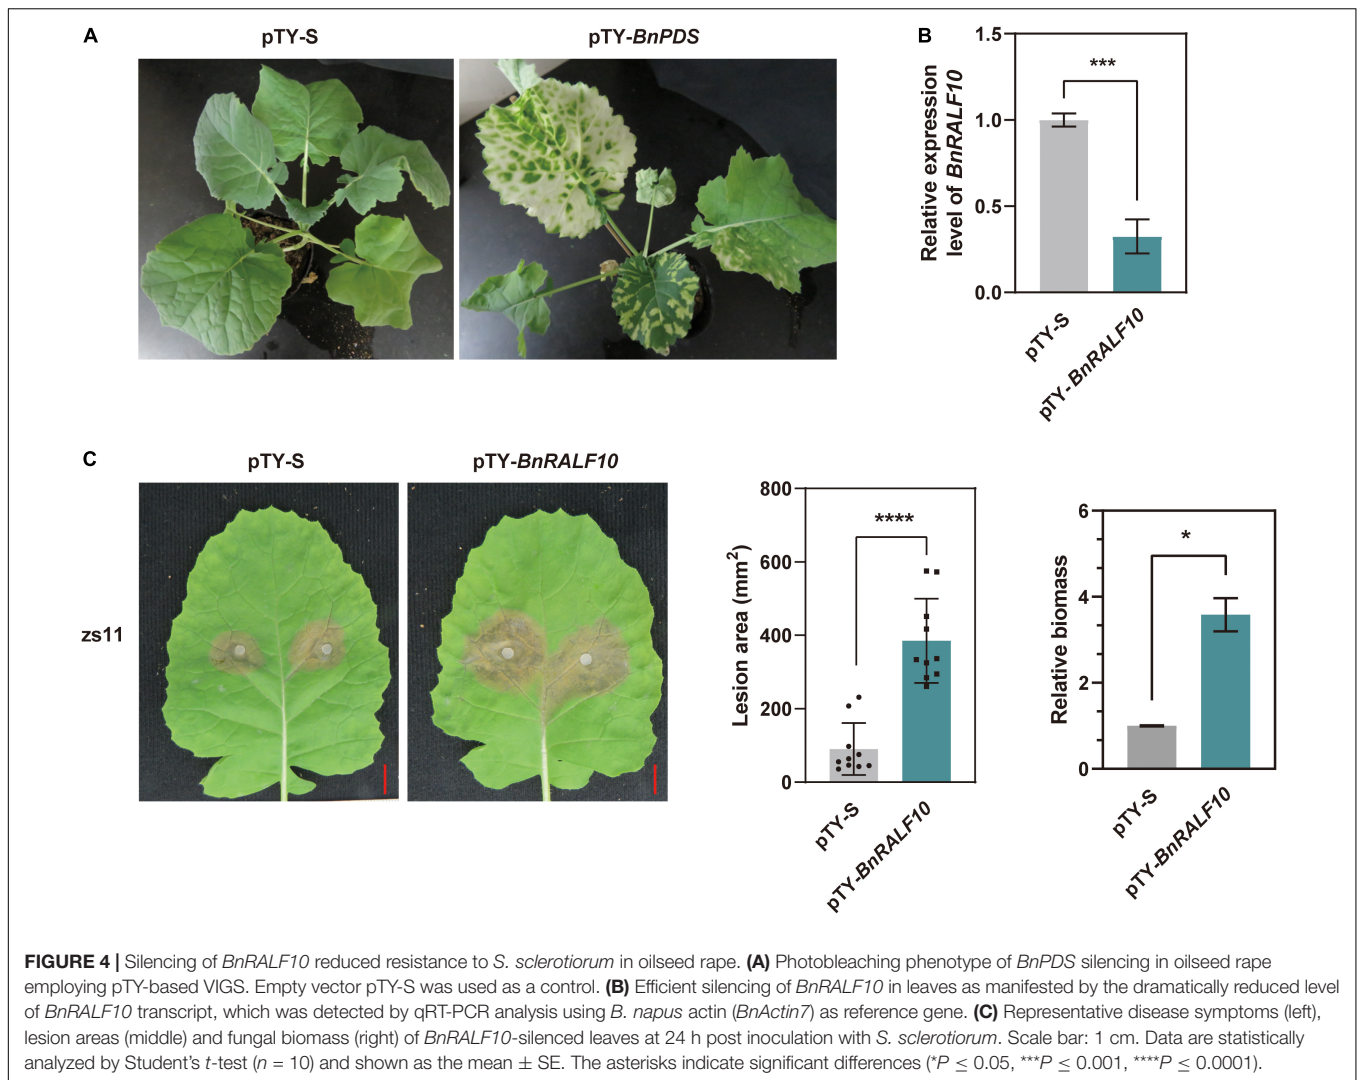 A
pTY-S
pTY-BnPDS
B
Relative expression
level of BnRALF10
1.5
1.0
0.5
0.0
***
pTY-S
pTY-BnRALF10
C
pTY-S
pTY-BnRALF10
zs11
Lesion area (mm²)
800
600
400
200
0
****
pTY-S
pTY-BnRALF10
Relative biomass
6
4
2
0
*
pTY-S
pTY-BnRALF10
FIGURE 4 | Silencing of BnRALF10 reduced resistance to S. sclerotiorum in oilseed rape. (A) Photobleaching phenotype of BnPDS silencing in oilseed rape
employing pTY-based VIGS. Empty vector pTY-S was used as a control. (B) Efficient silencing of BnRALF10 in leaves as manifested by the dramatically reduced level
of BnRALF10 transcript, which was detected by qRT-PCR analysis using B. napus actin (BnActin7) as reference gene. (C) Representative disease symptoms (left),
lesion areas (middle) and fungal biomass (right) of BnRALF10-silenced leaves at 24 h post inoculation with S. sclerotiorum. Scale bar: 1 cm. Data are statistically
analyzed by Student's t-test (n = 10) and shown as the mean ± SE. The asterisks indicate significant differences (*P ≤ 0.05, ***P ≤ 0.001, ****P ≤ 0.0001).